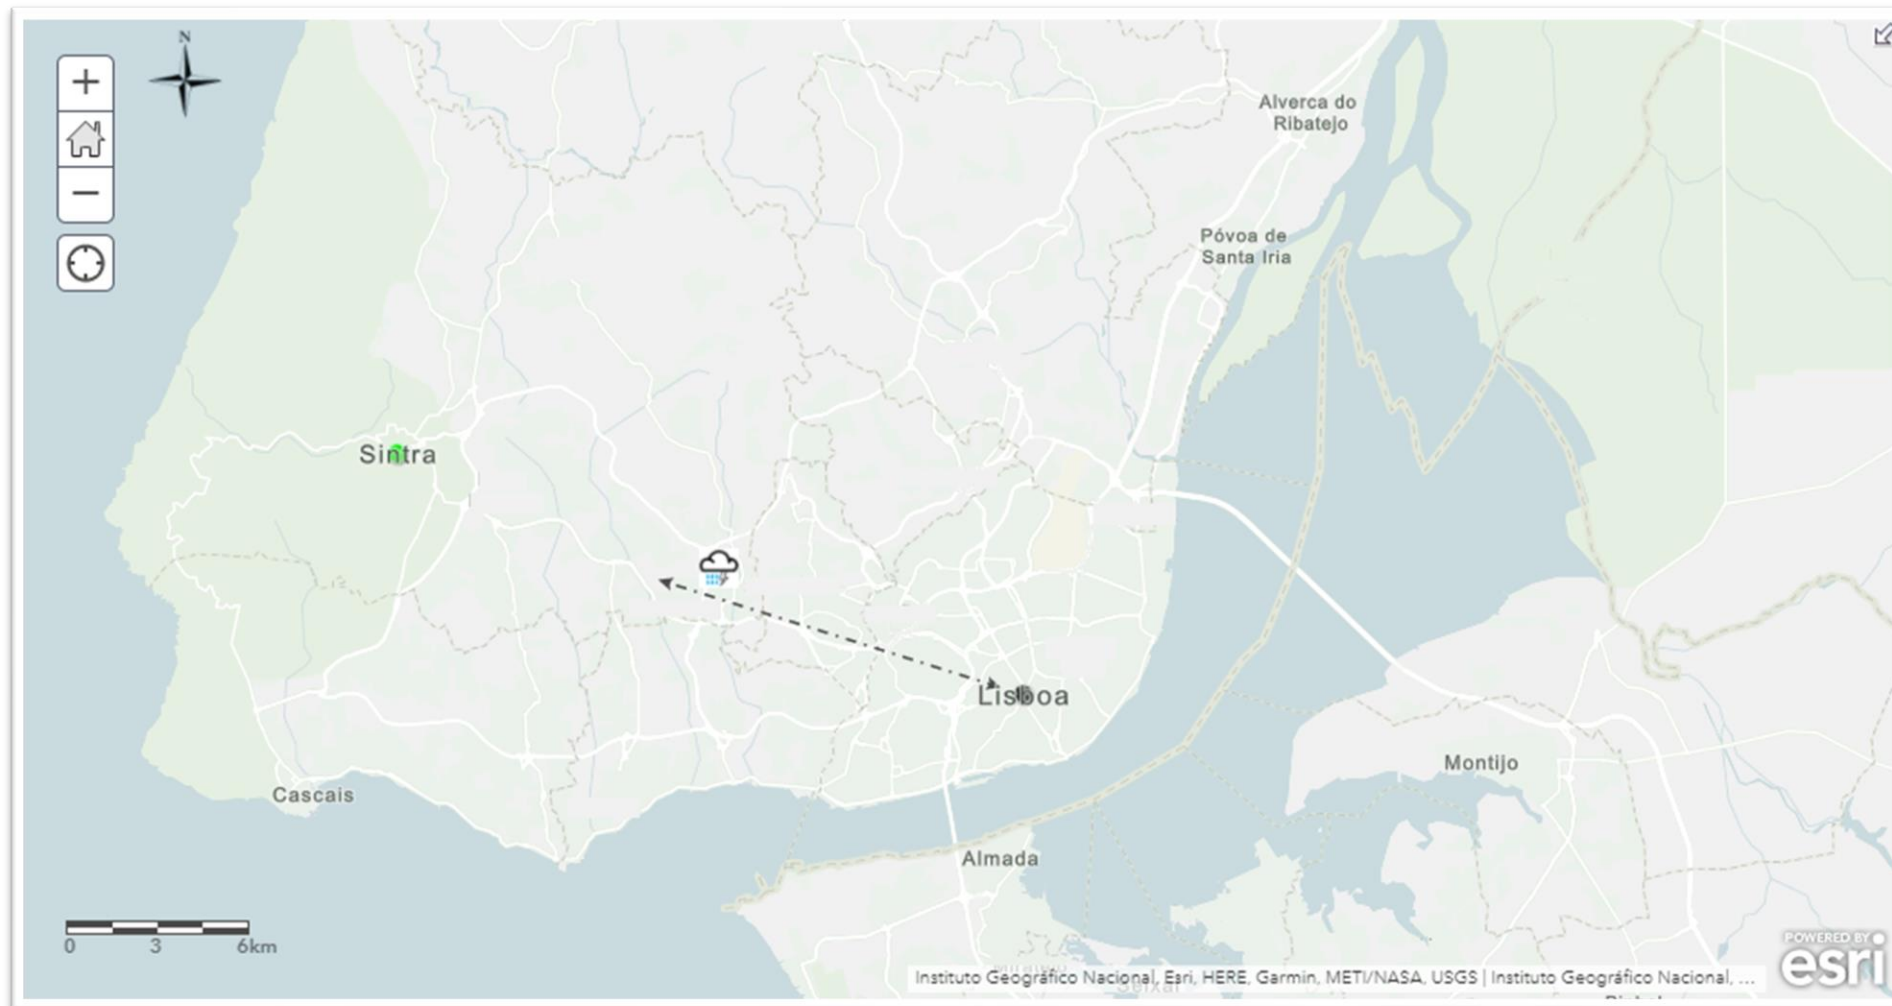 N
+
Alverca do
Ribatejo
−
Póvoa de
Santa Iria
Sintra
Lisboa
Montijo
Cascais
Almada
0 3 6km
POWERED BY
esri
Instituto Geográfico Nacional, Esri, HERE, Garmin, METI/NASA, USGS | Instituto Geográfico Nacional, ...
Seixal